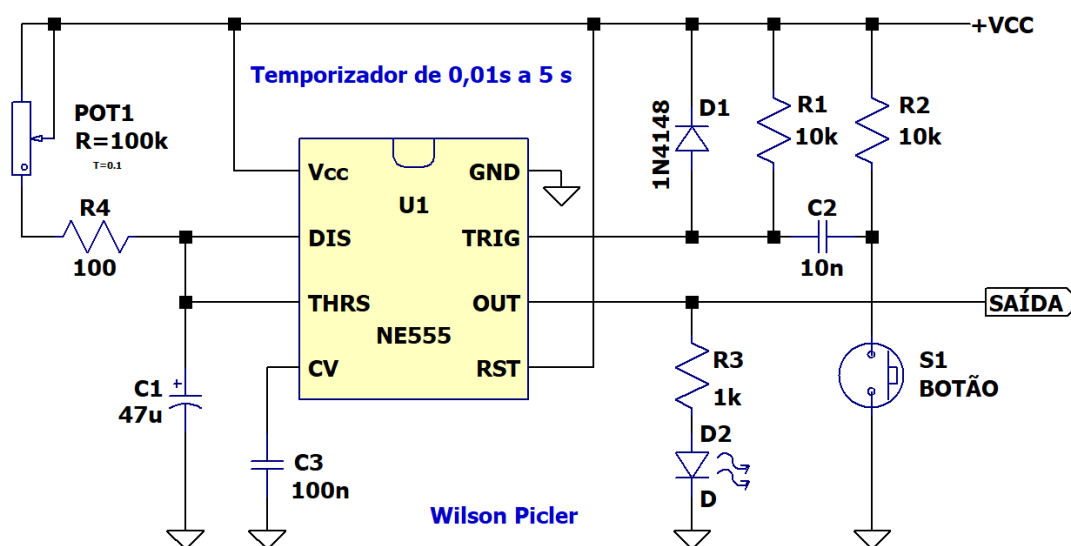 +VCC
Temporizador de 0,01s a 5 s
POT1
R=100k
T=0.1
R4
100
Vcc
GND
U1
DIS
TRIG
THRS
OUT
NE555
CV
RST
1N4148
D1
R1
10k
R2
10k
C2
10n
SAÍDA
C1
+
47u
C3
100n
R3
1k
D2
D
S1
BOTÃO
Wilson Picler